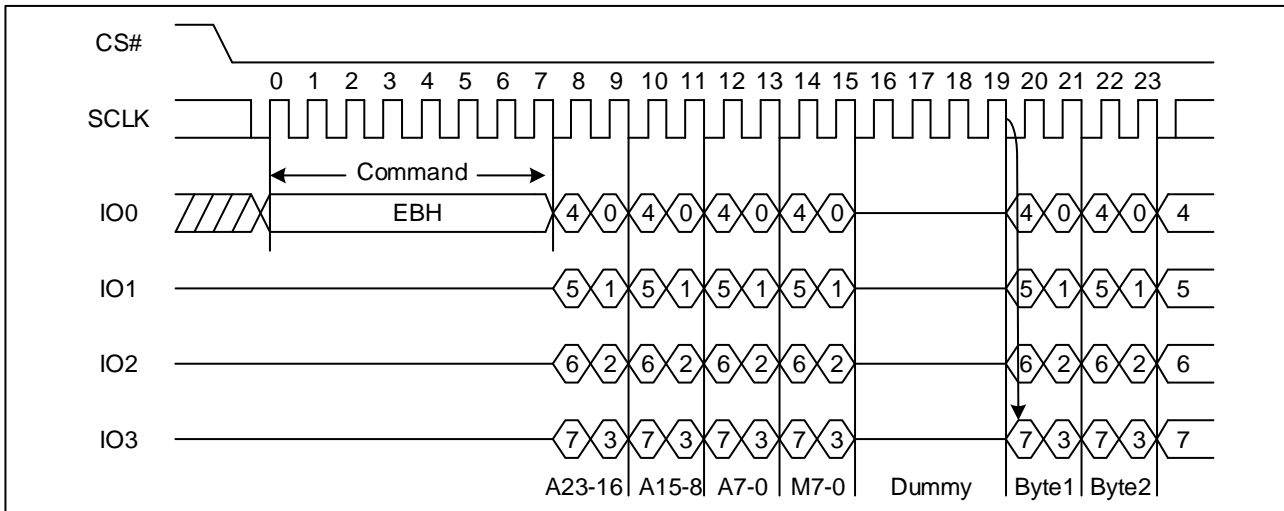 CS#
0 1 2 3 4 5 6 7 8 9 10 11 12 13 14 15 16 17 18 19 20 21 22 23
SCLK
Command
IO0 EBH 4 0 4 0 4 0 4 0 4 0 4 0 4
IO1 5 1 5 1 5 1 5 1 5 1 5 1 5
IO2 6 2 6 2 6 2 6 2 6 2 6 2 6
IO3 7 3 7 3 7 3 7 3 7 3 7 3 7
A23-16 A15-8 A7-0 M7-0 Dummy Byte1 Byte2